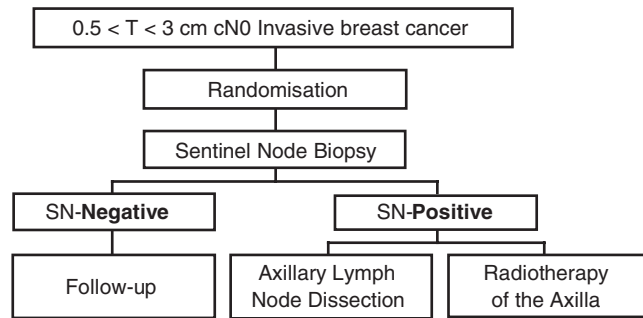 0.5 < T < 3 cm cN0 Invasive breast cancer
Randomisation
Sentinel Node Biopsy
SN-Negative
SN-Positive
Follow-up
Axillary Lymph
Node Dissection
Radiotherapy
of the Axilla